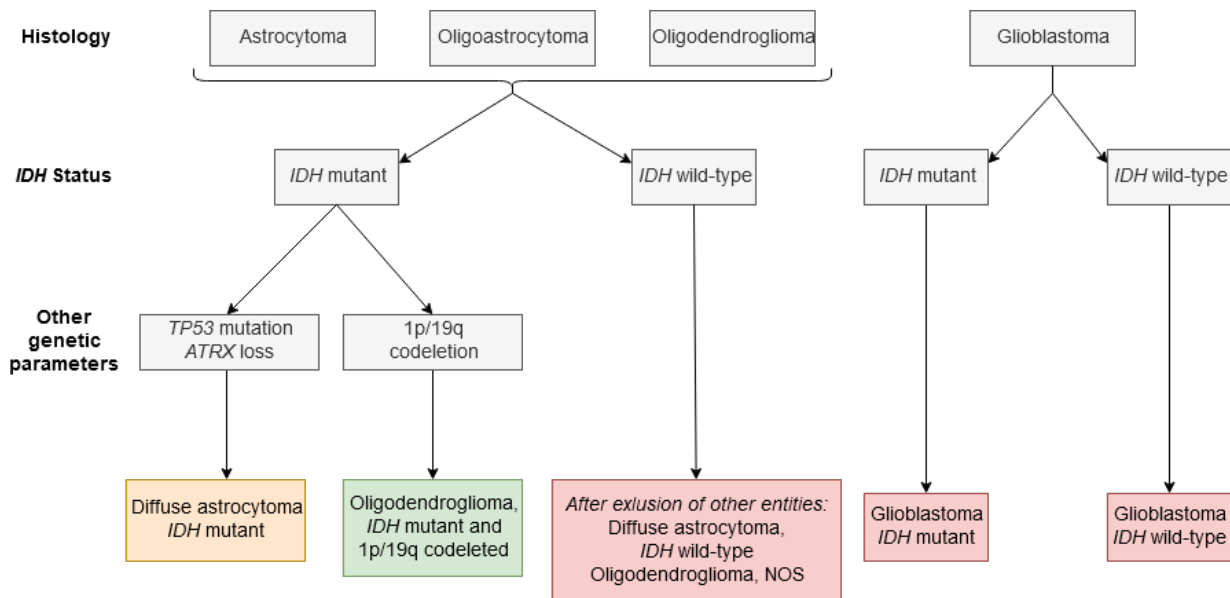 Histology
Astrocytoma
Oligoastrocytoma
Oligodendroglioma
Glioblastoma
IDH Status
IDH mutant
IDH wild-type
IDH mutant
IDH wild-type
Other
genetic
parameters
TP53 mutation
ATRX loss
1p/19q
codeletion
Diffuse astrocytoma
IDH mutant
Oligodendroglioma,
IDH mutant and
1p/19q codeleted
After exlusion of other entities:
Diffuse astrocytoma,
IDH wild-type
Oligodendroglioma, NOS
Glioblastoma
IDH mutant
Glioblastoma
IDH wild-type